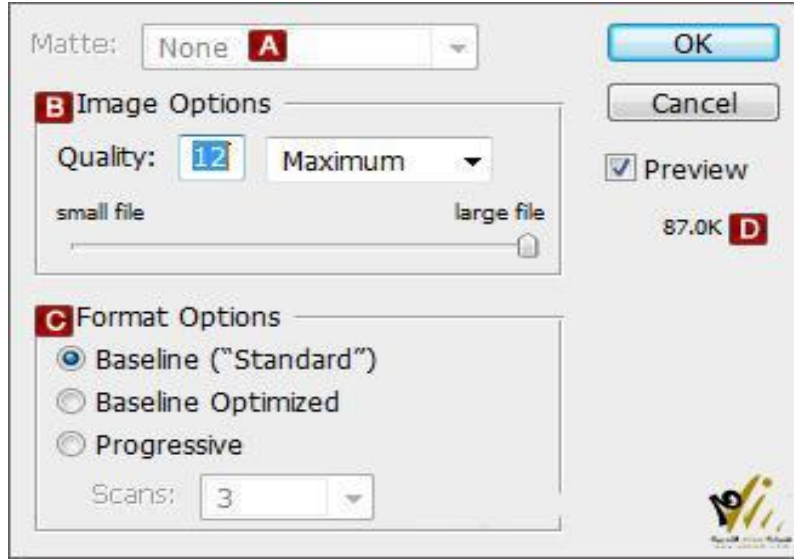 Matte: None A
OK
B Image Options
Cancel
Quality: 12 Maximum
Preview
small file large file
87.0K D
C Format Options
Baseline (“Standard”)
Baseline Optimized
Progressive
Scans: 3